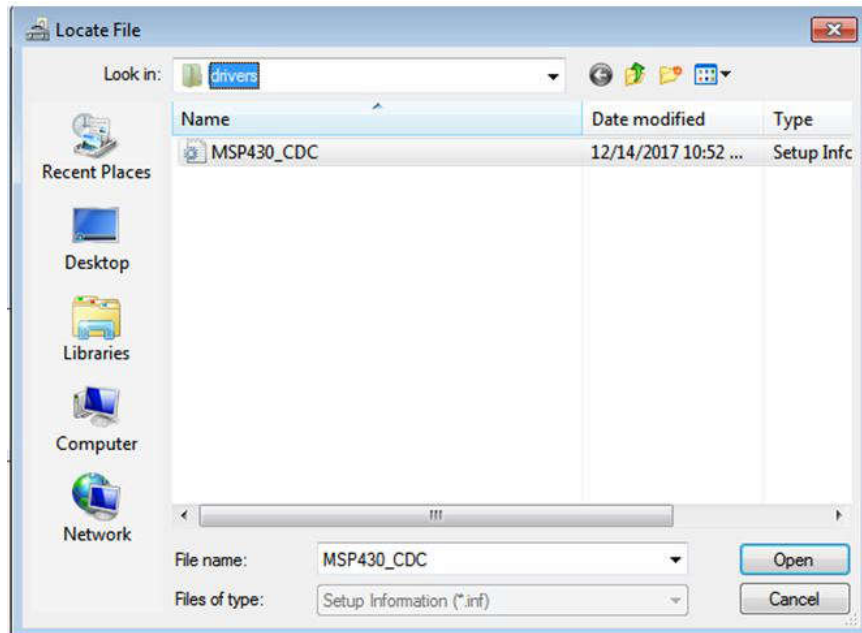 Locate File
Look in: drivers
Name Date modified Type
MSP430_CDC 12/14/2017 10:52 ... Setup Infc
Recent Places
Desktop
Libraries
Computer
Network
File name: MSP430_CDC Open
Files of type: Setup Information (*.inf) Cancel